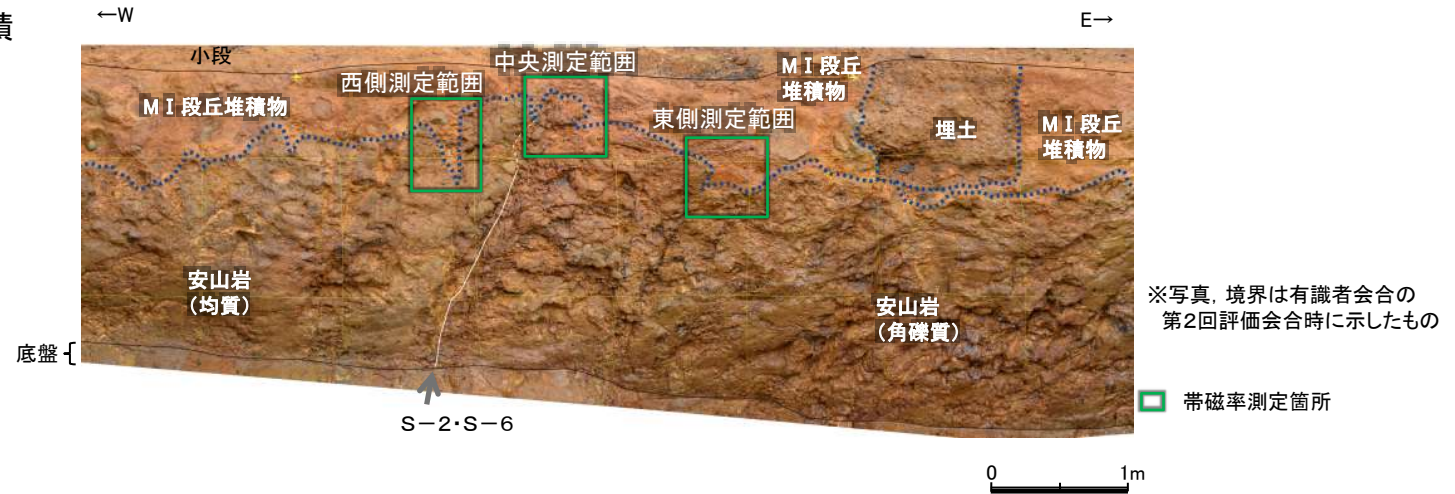 積
←W
E→
小段
中央測定範囲
西側測定範囲
MⅠ段丘
堆積物
MⅠ段丘堆積物
東側測定範囲
埋土
MⅠ段丘
堆積物
安山岩
（均質）
安山岩
（角礫質）
※写真，境界は有識者会合の
第2回評価会合時に示したもの
底盤
帯磁率測定箇所
S－2・S－6
0 1m